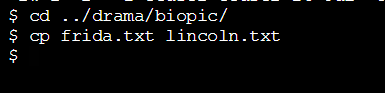 $ cd ../drama/biopic/
$ cp frida.txt lincoln.txt
$